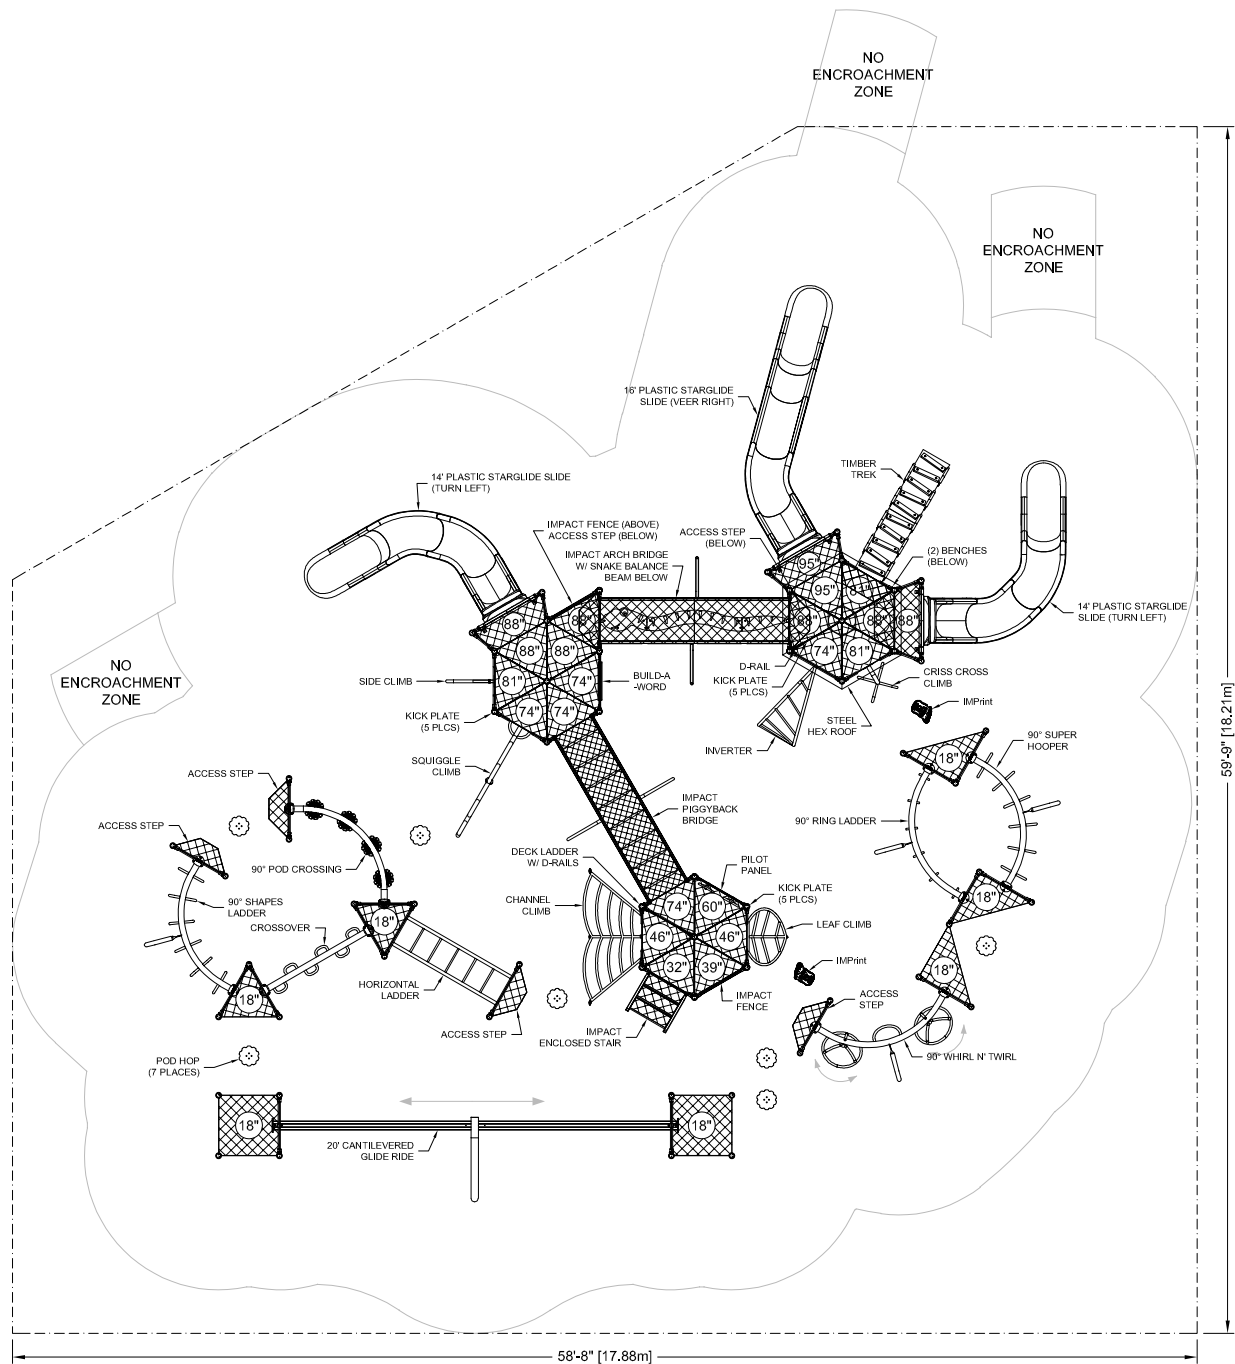 NO
ENCROACHMENT
ZONE
NO
ENCROACHMENT
ZONE
16' PLASTIC STARGLIDE
SLIDE (VEER RIGHT)
TIMBER
TREK
14' PLASTIC STARGLIDE SLIDE
(TURN LEFT)
IMPACT FENCE (ABOVE)
ACCESS STEP (BELOW)
ACCESS STEP
(BELOW)
(2) BENCHES
(BELOW)
IMPACT ARCH BRIDGE
W/ SNAKE BALANCE
BEAM BELOW
95"
95"
81"
88"
88"
88"
74"
81"
14' PLASTIC STARGLIDE
SLIDE (TURN LEFT)
88"
88"
88"
88"
81"
74"
74"
74"
NO
ENCROACHMENT
ZONE
SIDE CLIMB
BUILD-A
-WORD
D-RAIL
KICK PLATE
(5 PLCS)
CRISS CROSS
CLIMB
IMPrint
KICK PLATE
(5 PLCS)
STEEL
HEX ROOF
INVERTER
90° SUPER
HOOPER
SQUIGGLE
CLIMB
18"
ACCESS STEP
59'-9" [18.21m]
IMPACT
PIGGYBACK
BRIDGE
ACCESS STEP
90° RING LADDER
90° POD CROSSING
DECK LADDER
W/ D-RAILS
PILOT
PANEL
KICK PLATE
(5 PLCS)
90° SHAPES
LADDER
CHANNEL
CLIMB
74"
60"
18"
CROSSOVER
18"
LEAF CLIMB
46"
46"
32"
39"
IMPrint
18"
HORIZONTAL
LADDER
18"
IMPACT
FENCE
ACCESS
STEP
ACCESS STEP
IMPACT
ENCLOSED STAIR
POD HOP
(7 PLACES)
90° WHIRL N' TWIRL
18"
18"
20' CANTILEVERED
GLIDE RIDE
58'-8" [17.88m]